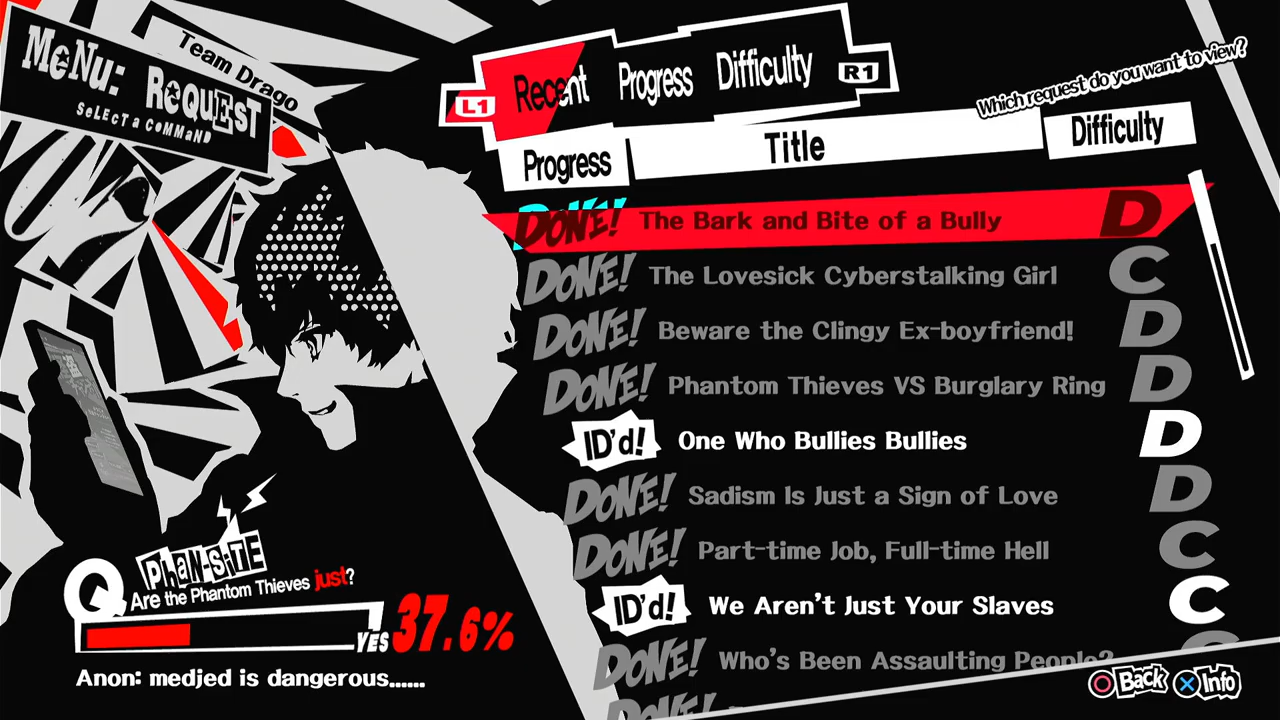 MeNu: ReQuEST
SeLEcT a CoMMaND
Team Drago
L1 Recent Progress Difficulty R1
Which request do you want to view?
Progress Title Difficulty
DONE! The Bark and Bite of a Bully D
DONE! The Lovesick Cyberstalking Girl C
DONE! Beware the Clingy Ex-boyfriend! D
DONE! Phantom Thieves VS Burglary Ring D
ID'd! One Who Bullies Bullies D
DONE! Sadism Is Just a Sign of Love D
DONE! Part-time Job, Full-time Hell C
ID'd! We Aren't Just Your Slaves C
DONE! Who's Been Assaulting People?
DONE!
PhaN-SiTE
Q Are the Phantom Thieves just?
YES 37.6%
Anon: medjed is dangerous......
Back Info